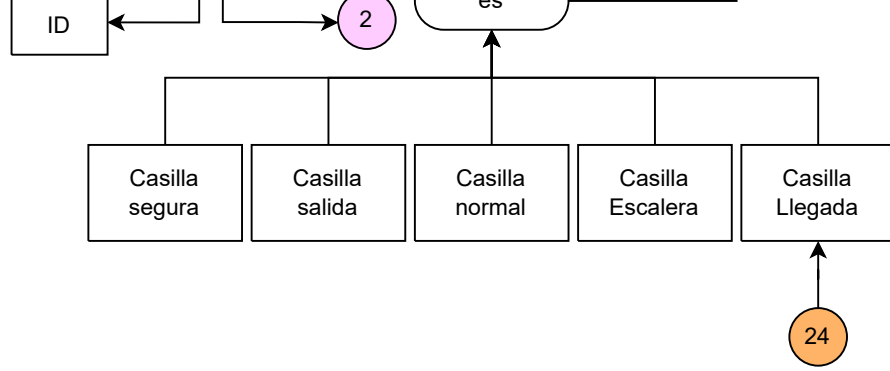 ID
2
es
Casilla
segura
Casilla
salida
Casilla
normal
Casilla
Escalera
Casilla
Llegada
24